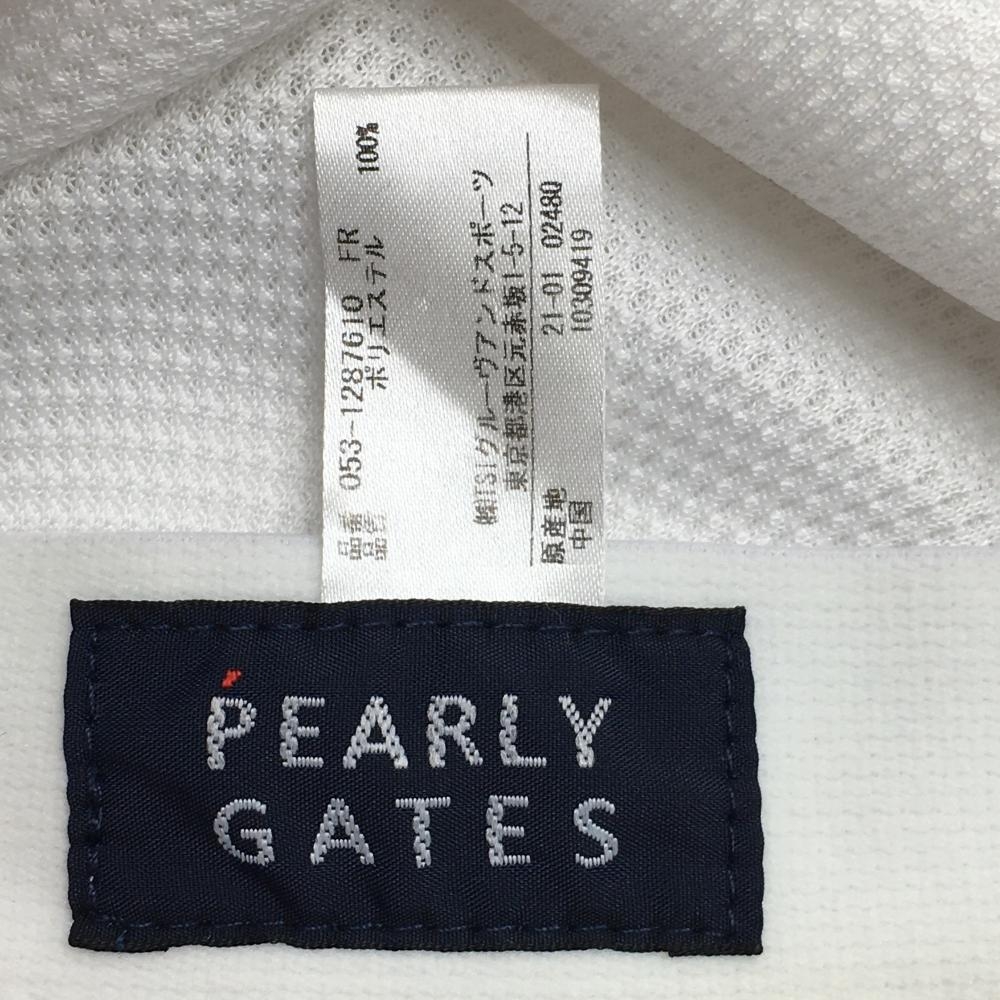 品番 053-1287610 FR
品名 ポリエステル 100%
㈱TSIグルーヴアンドスポーツ
東京都港区元赤坂1-5-12
原産地 21-01 02480
中国 10309419
PEARLY
GATES